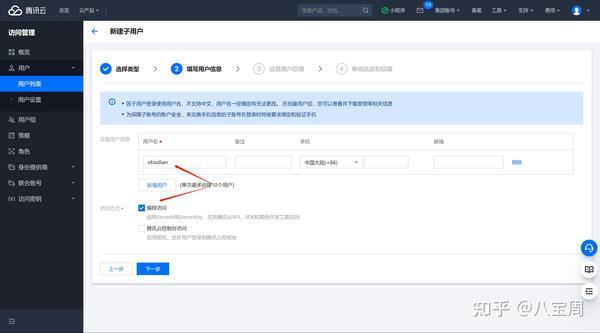 腾讯云 总览 云产品 搜索产品、文档... 小程序 19 集团账号 备案 工具 支持 费用
访问管理
概览
用户
用户列表
用户设置
用户组
策略
角色
身份提供商
联合账号
访问密钥
新建子用户
选择类型 2 填写用户信息 3 设置用户权限 4 审阅信息和权限
因子用户登录使用用户名，不支持中文，用户名一经确定将无法更改。在创建用户后，您可以查看并下载密钥等相关信息
为保障子账号的账户安全，未完善手机信息的子账号在登录时将被要求绑定和验证手机
设置用户信息 用户名 * 备注 手机 邮箱
obsidian 中国大陆(+86) 删除
新增用户 (单次最多创建10个用户)
访问方式 * 编程访问
启用SecretId和SecretKey，支持腾讯云API、SDK和其他开发工具访问
腾讯云控制台访问
启用密码，允许用户登录到腾讯云控制台
上一步 下一步
知乎 @八宝周